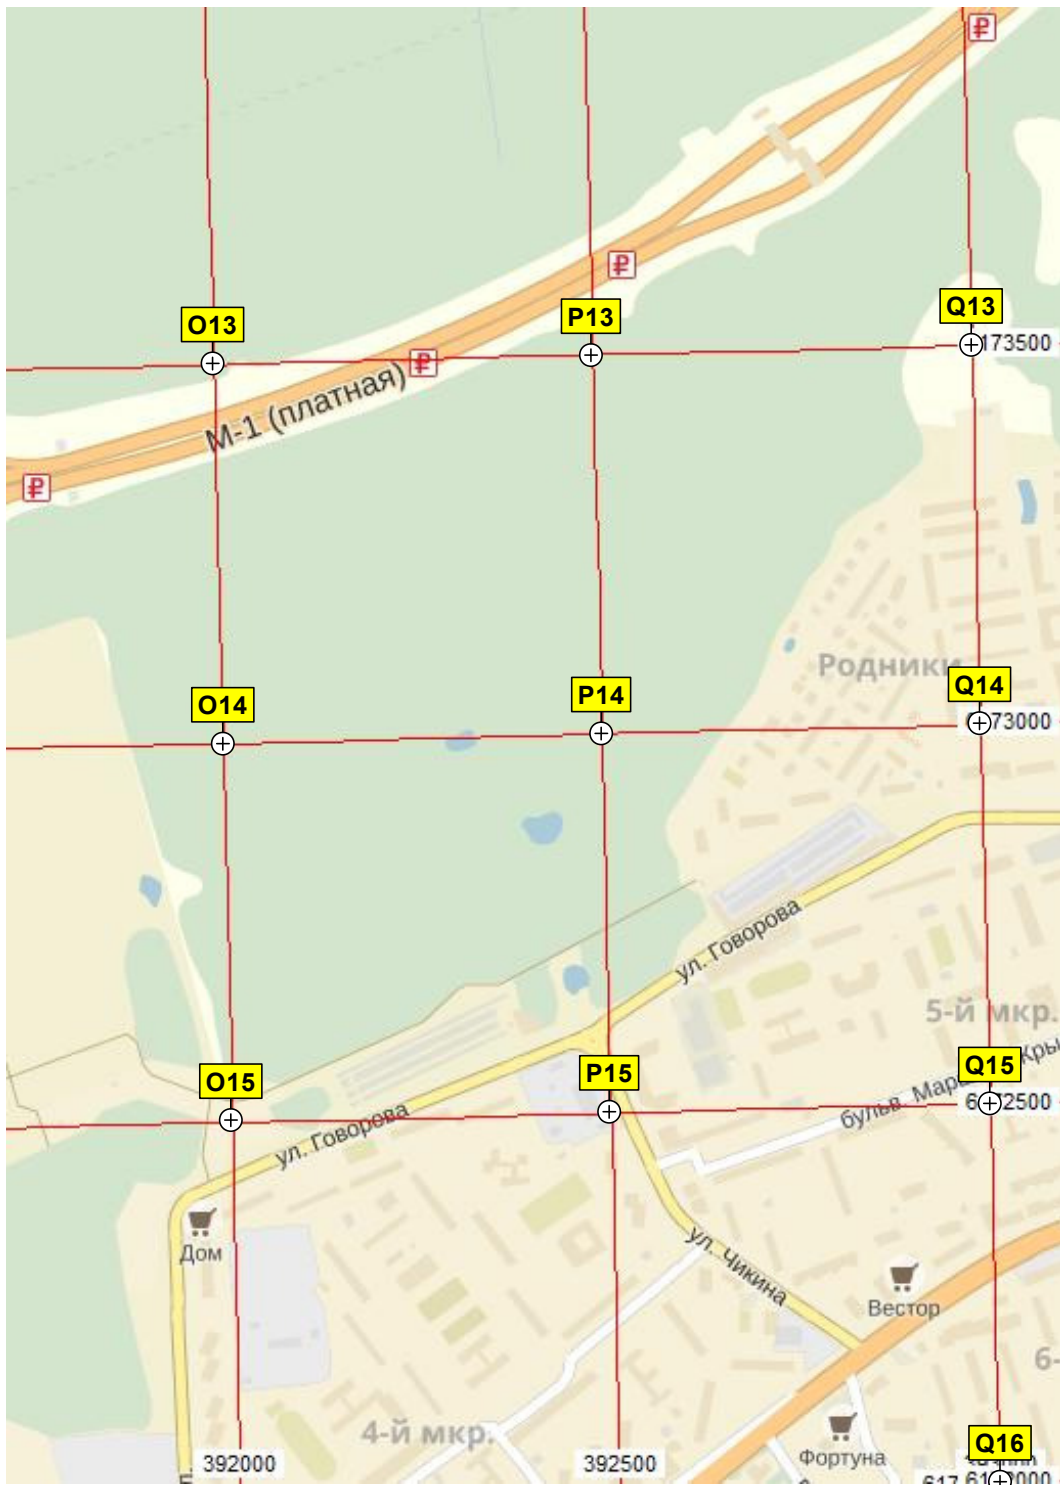 ₽
Q13
P13
O13
173500
₽
₽
М-1 (платная)
₽
Родники
Q14
P14
O14
73000
ул. Говорова
5-й мкр.
Q15
P15
O15
2500
бульв.
ул. Говорова
Дом
ул. Чикина
Вестор
6-
4-й мкр.
Фортуна
Q16
392000
392500